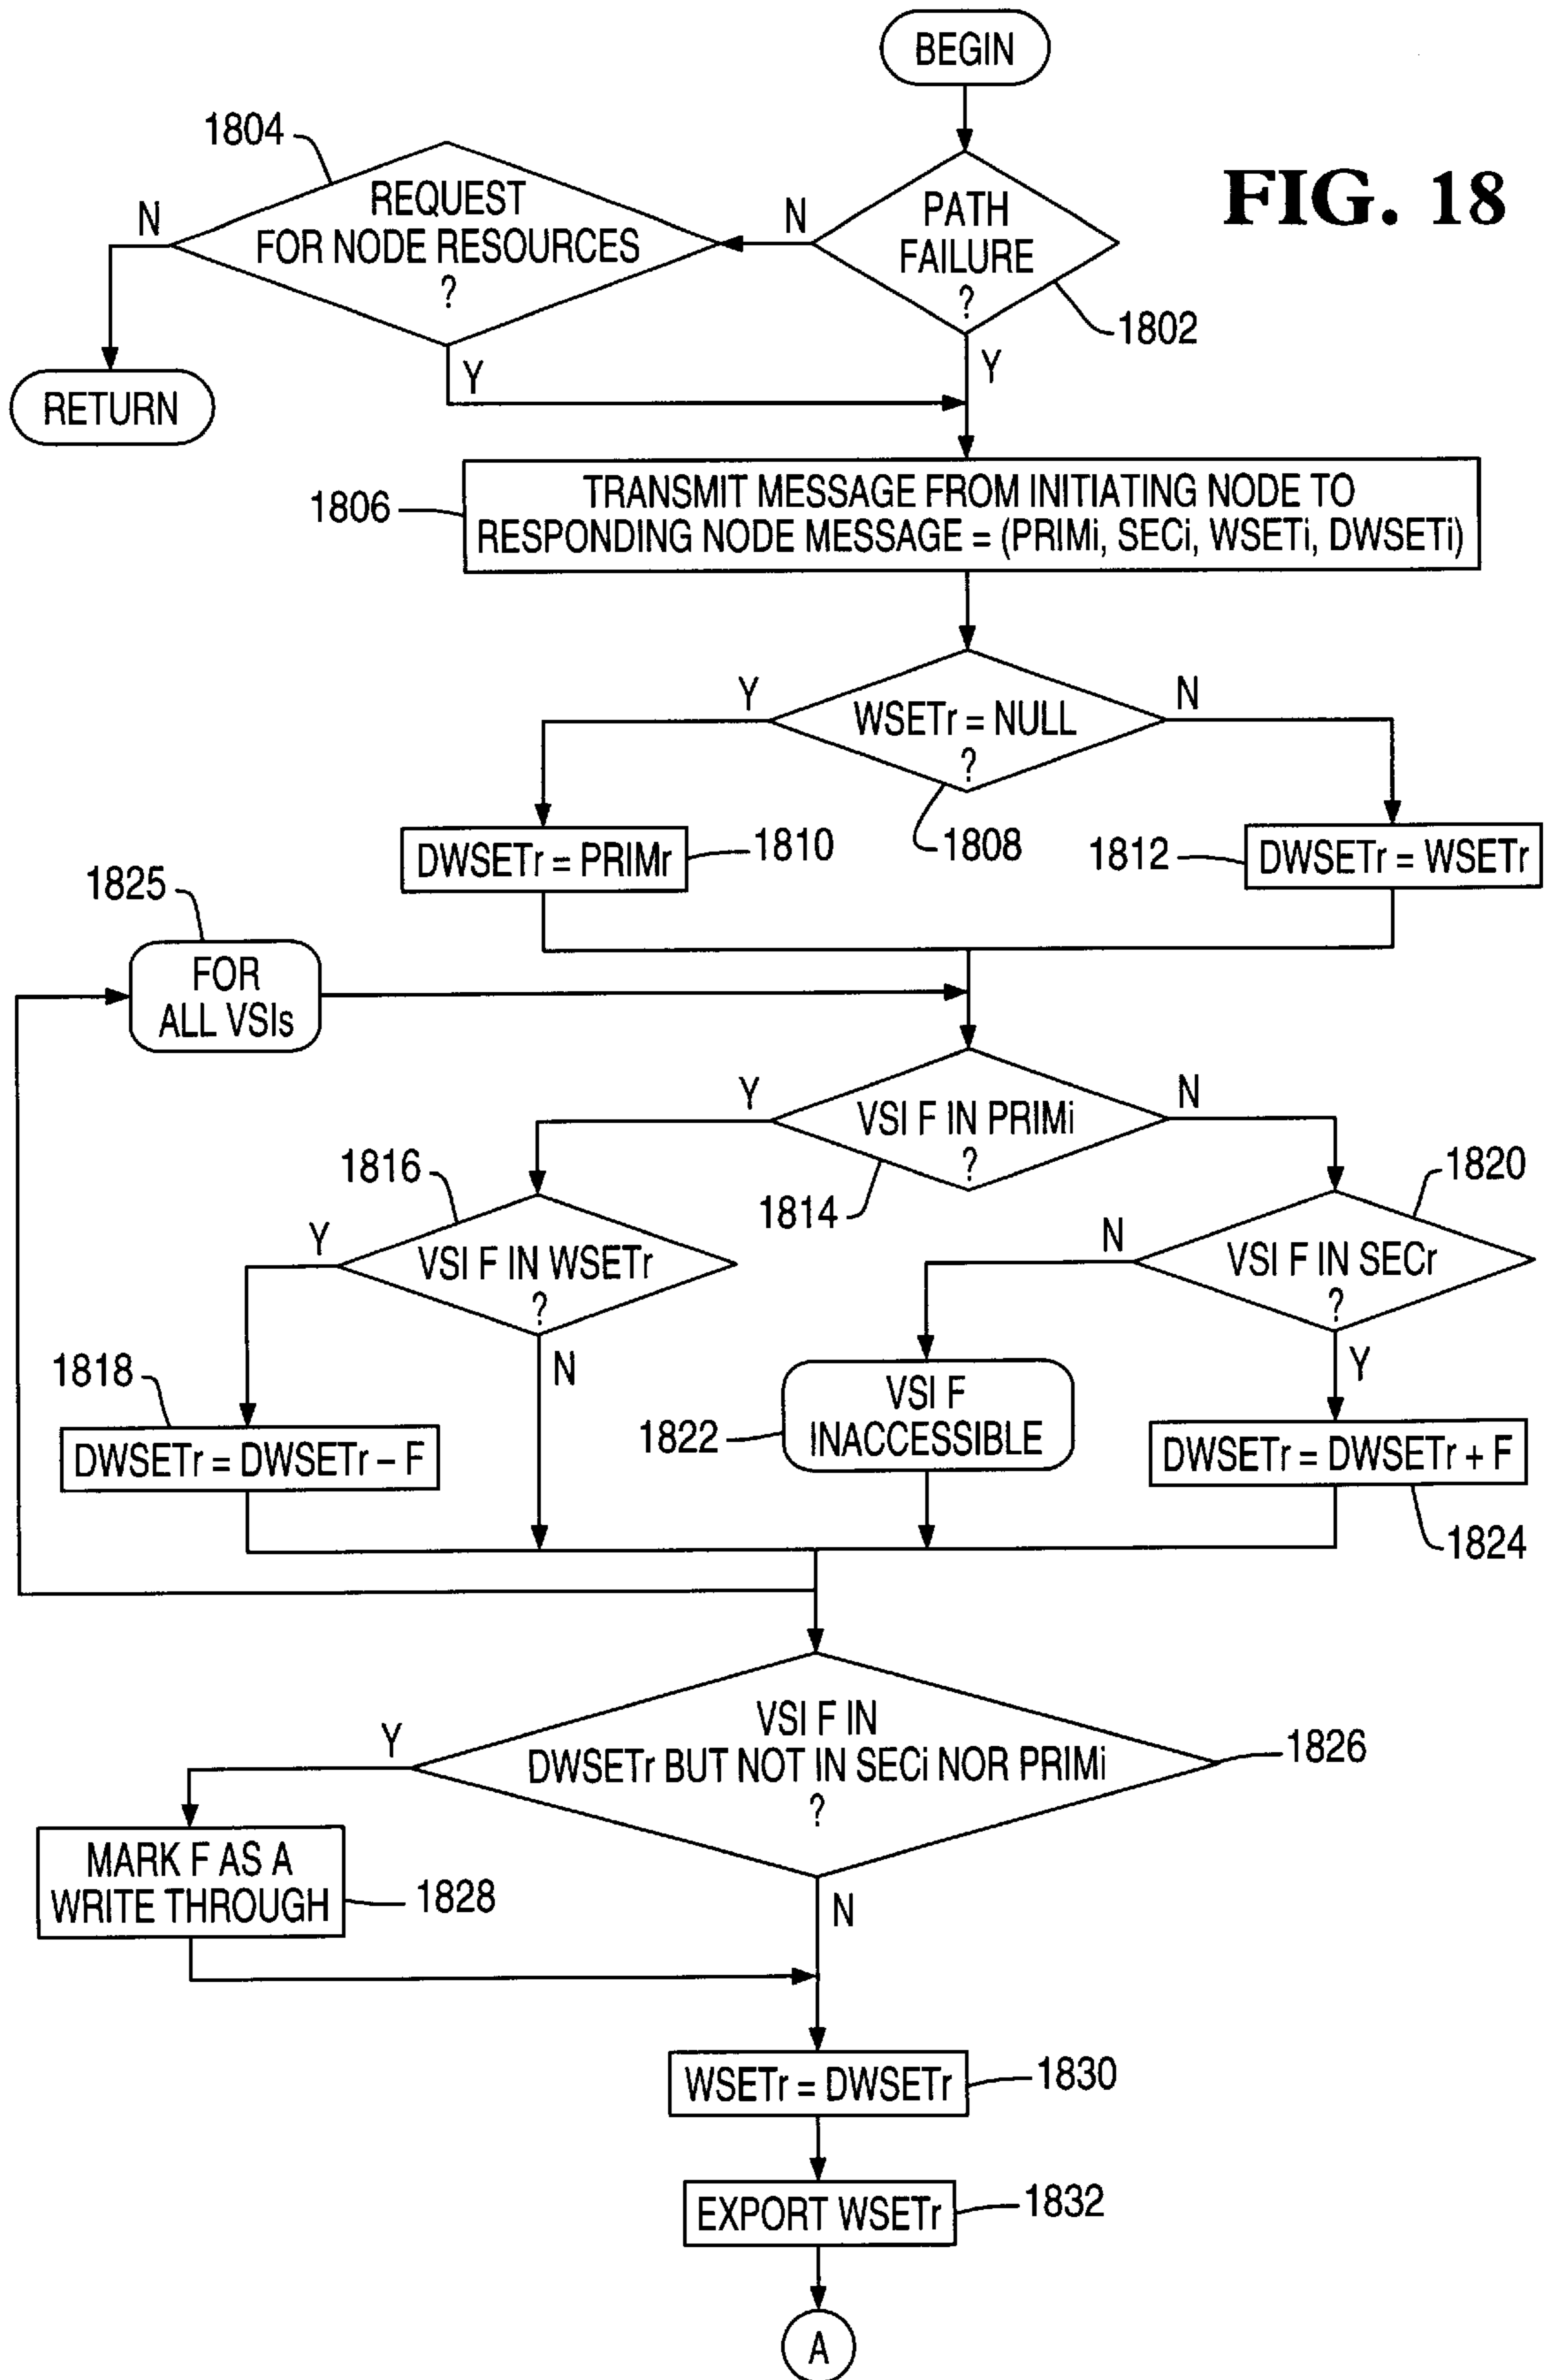 BEGIN
1804
FIG. 18
REQUEST
FOR NODE RESOURCES
?
N
N
PATH
FAILURE
?
1802
Y
Y
RETURN
1806
TRANSMIT MESSAGE FROM INITIATING NODE TO
RESPONDING NODE MESSAGE = (PRIMi, SECi, WSETi, DWSETi)
Y
WSETr = NULL
?
N
1808
DWSETr = PRIMr
1810
1812
DWSETr = WSETr
1825
FOR
ALL VSIs
Y
VSI F IN PRIMi
?
N
1814
1816
Y
VSI F IN WSETr
?
N
1820
N
VSI F IN SECr
?
Y
1818
DWSETr = DWSETr – F
1822
VSI F
INACCESSIBLE
DWSETr = DWSETr + F
1824
Y
VSI F IN
DWSETr BUT NOT IN SECi NOR PRIMi
?
1826
MARK F AS A
WRITE THROUGH
1828
N
WSETr = DWSETr
1830
EXPORT WSETr
1832
A